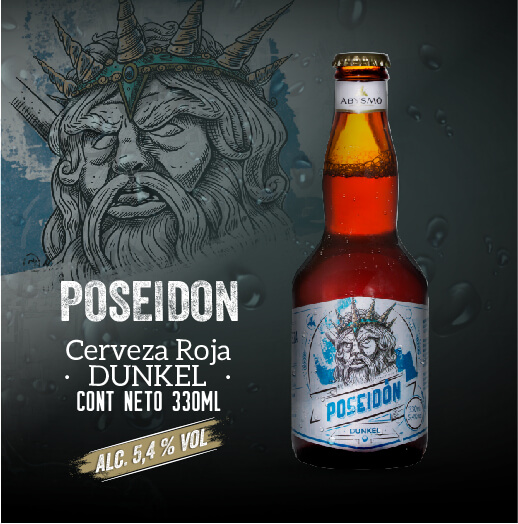 POSEIDON
Cerveza Roja
· DUNKEL ·
CONT NETO 330ML
ALC. 5,4 % VOL
ABYSMO
POSEIDÓN
DUNKEL